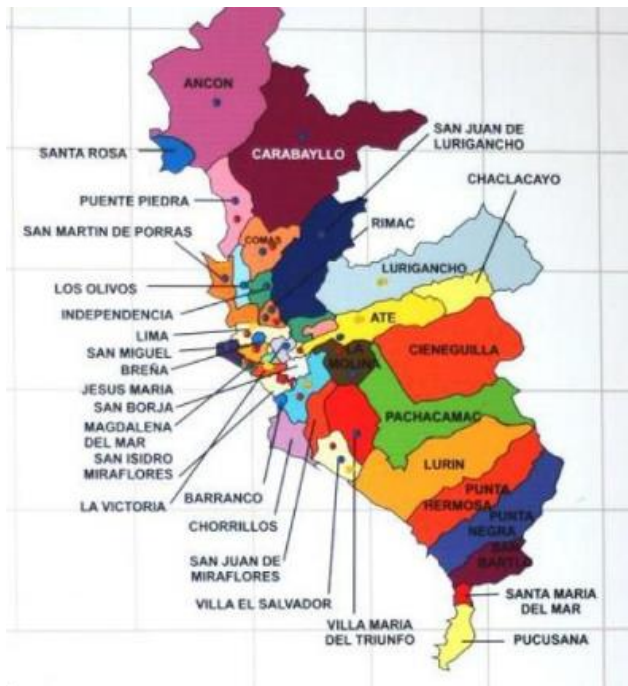 ANCON
SAN JUAN DE
LURIGANCHO
SANTA ROSA
CARABAYLLO
CHACLACAYO
PUENTE PIEDRA
RIMAC
SAN MARTIN DE PORRAS
COMAS
LURIGANCHO
LOS OLIVOS
INDEPENDENCIA
ATE
LIMA
SAN MIGUEL
LA
MOLINA
CIENEGUILLA
BREÑA
JESUS MARIA
SAN BORJA
PACHACAMAC
MAGDALENA
DEL MAR
SAN ISIDRO
MIRAFLORES
LURIN
PUNTA
HERMOSA
LA VICTORIA
BARRANCO
PUNTA
NEGRA
CHORRILLOS
SAN
BARTLO
SAN JUAN DE
MIRAFLORES
SANTA MARIA
DEL MAR
VILLA EL SALVADOR
VILLA MARIA
DEL TRIUNFO
PUCUSANA